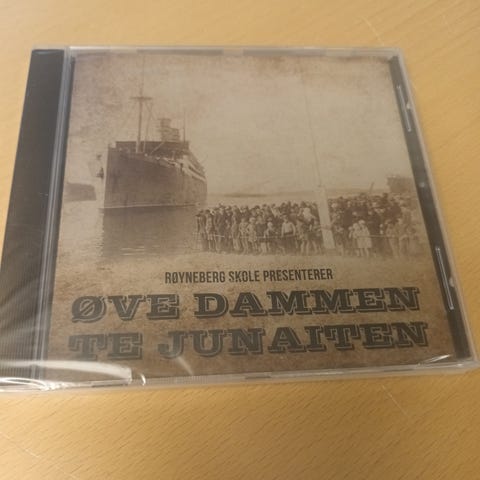 RØYNEBERG SKOLE PRESENTERER
ØVE DAMMEN
TE JUNAITEN